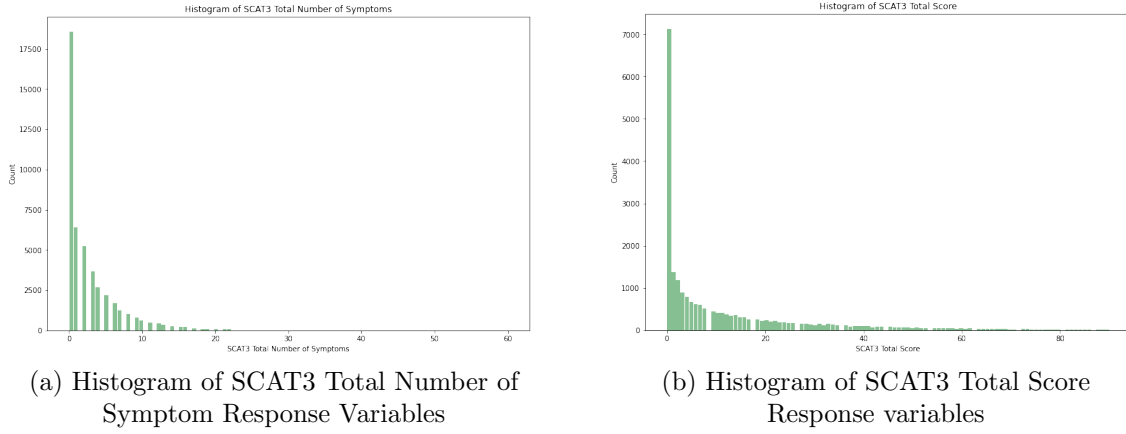 Histogram of SCAT3 Total Number of Symptoms
17500
15000
12500
10000
7500
5000
2500
0
Count
0 10 20 30 40 50 60
SCAT3 Total Number of Symptoms
(a) Histogram of SCAT3 Total Number of
Symptom Response Variables
Histogram of SCAT3 Total Score
7000
6000
5000
4000
3000
2000
1000
0
Count
0 20 40 60 80
SCAT3 Total Score
(b) Histogram of SCAT3 Total Score
Response variables